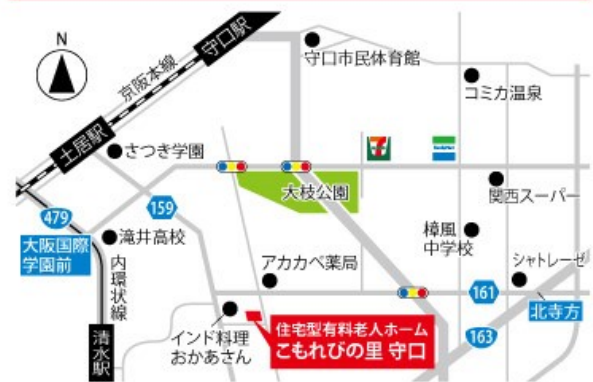 N
守口駅
京阪本線
守口市民体育館
コミカ温泉
土居駅
さつき学園
7
ELEVEN
大枝公園
関西スーパー
479
159
大阪国際
学園前
滝井高校
樟風
中学校
内環状線
アカカベ薬局
シャトレーゼ
161
北寺方
清水駅
インド料理
おかあさん
住宅型有料老人ホーム
こもれびの里 守口
163